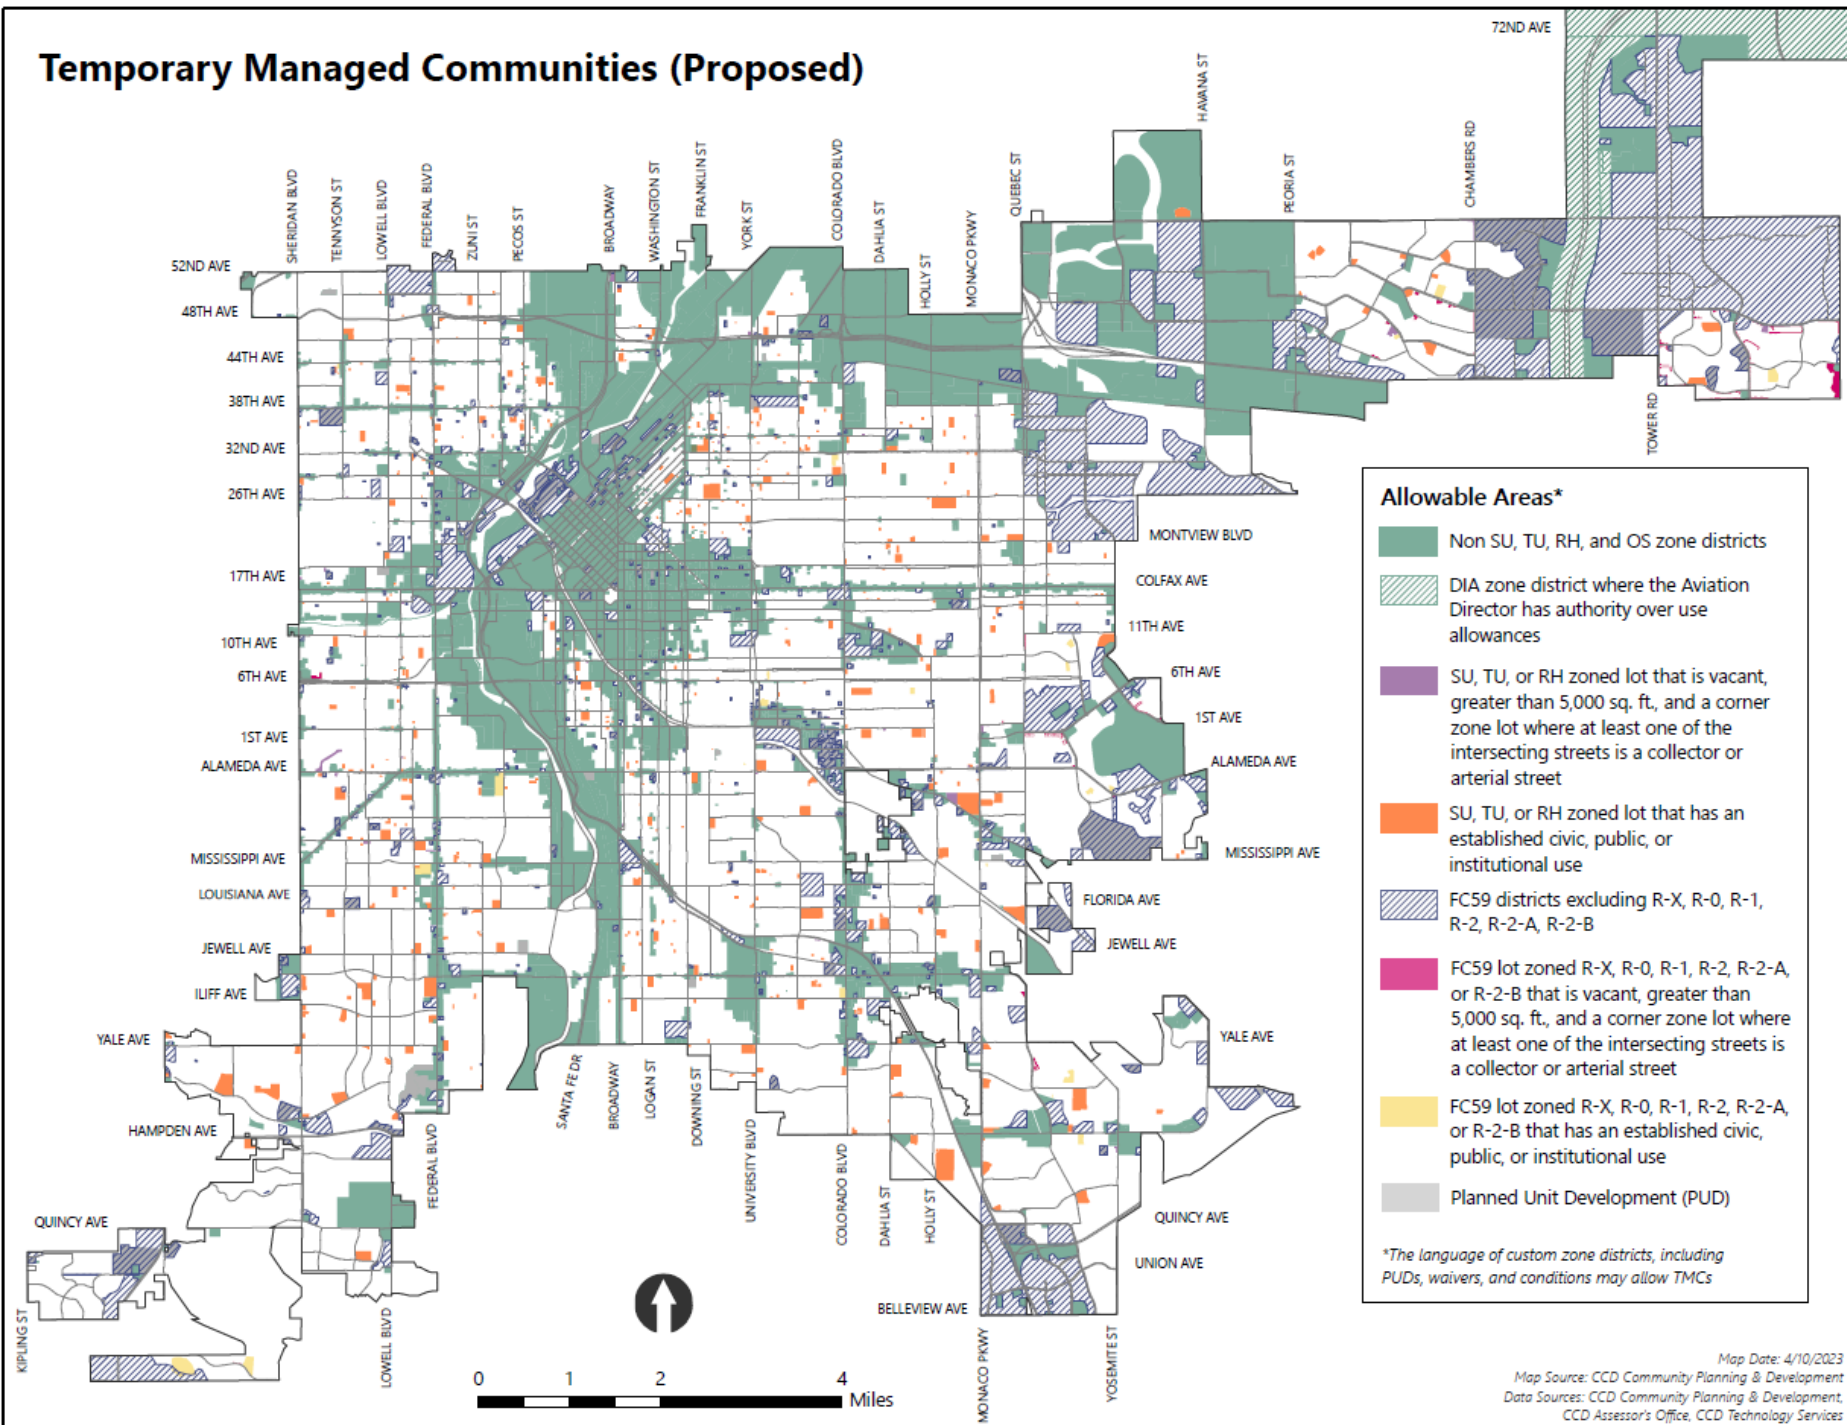 Temporary Managed Communities (Proposed)
72ND AVE
HAVANA ST
SHERIDAN BLVD
TENNYSON ST
LOWELL BLVD
FEDERAL BLVD
ZUNI ST
PECOS ST
BROADWAY
WASHINGTON ST
FRANKLIN ST
YORK ST
COLORADO BLVD
DAHLIA ST
HOLLY ST
MONACO PKWY
QUEBEC ST
PEORIA ST
CHAMBERS RD
TOWER RD
52ND AVE
48TH AVE
44TH AVE
38TH AVE
32ND AVE
26TH AVE
17TH AVE
10TH AVE
6TH AVE
1ST AVE
ALAMEDA AVE
MISSISSIPPI AVE
LOUISIANA AVE
JEWELL AVE
ILIFF AVE
YALE AVE
HAMPDEN AVE
QUINCY AVE
MONTVIEW BLVD
COLFAX AVE
11TH AVE
6TH AVE
1ST AVE
ALAMEDA AVE
MISSISSIPPI AVE
FLORIDA AVE
JEWELL AVE
YALE AVE
QUINCY AVE
UNION AVE
BELLEVIEW AVE
KIPLING ST
LOWELL BLVD
FEDERAL BLVD
SANTA FE DR
BROADWAY
LOGAN ST
DOWNING ST
UNIVERSITY BLVD
COLORADO BLVD
DAHLIA ST
HOLLY ST
MONACO PKWY
YOSEMITE ST
Allowable Areas*
Non SU, TU, RH, and OS zone districts
DIA zone district where the Aviation
Director has authority over use
allowances
SU, TU, or RH zoned lot that is vacant,
greater than 5,000 sq. ft., and a corner
zone lot where at least one of the
intersecting streets is a collector or
arterial street
SU, TU, or RH zoned lot that has an
established civic, public, or
institutional use
FC59 districts excluding R-X, R-0, R-1,
R-2, R-2-A, R-2-B
FC59 lot zoned R-X, R-0, R-1, R-2, R-2-A,
or R-2-B that is vacant, greater than
5,000 sq. ft., and a corner zone lot where
at least one of the intersecting streets is
a collector or arterial street
FC59 lot zoned R-X, R-0, R-1, R-2, R-2-A,
or R-2-B that has an established civic,
public, or institutional use
Planned Unit Development (PUD)
*The language of custom zone districts, including
PUDs, waivers, and conditions may allow TMCs
0 1 2 4
Miles
Map Date: 4/10/2023
Map Source: CCD Community Planning & Development
Data Sources: CCD Community Planning & Development,
CCD Assessor's Office, CCD Technology Services